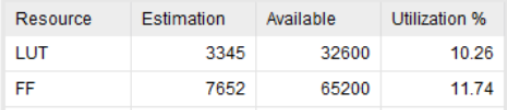 Resource Estimation Available Utilization %
LUT 3345 32600 10.26
FF 7652 65200 11.74